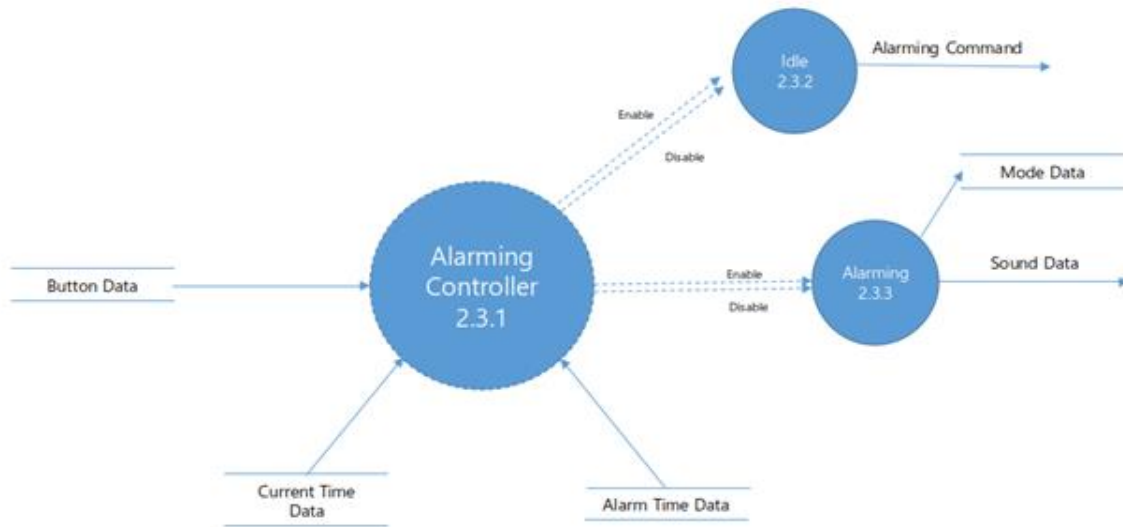 Idle
2.3.2
Alarming Command
Enable
Disable
Mode Data
Alarming
Controller
2.3.1
Button Data
Enable
Disable
Alarming
2.3.3
Sound Data
Current Time
Data
Alarm Time Data